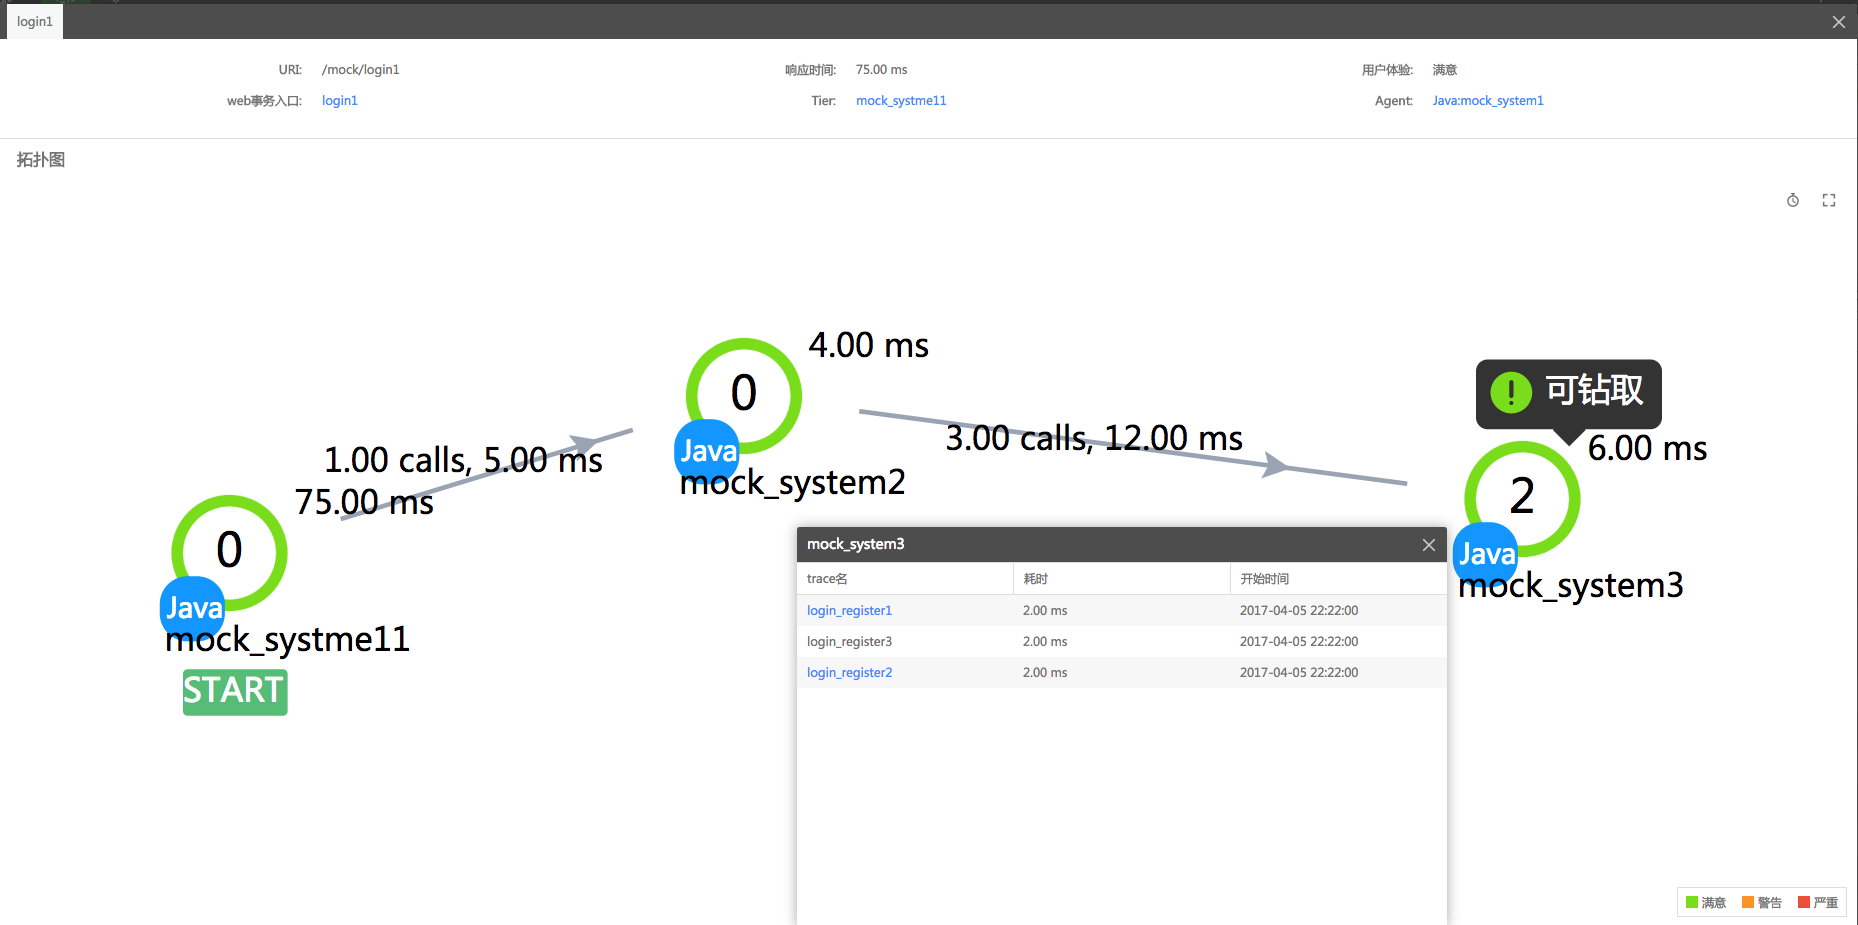 login1
URI: /mock/login1 响应时间: 75.00 ms 用户体验: 满意
web事务入口: login1 Tier: mock_systme11 Agent: Java:mock_system1
拓扑图
4.00 ms
0
Java
mock_system2
可钻取
6.00 ms
2
Java
mock_system3
1.00 calls, 5.00 ms
3.00 calls, 12.00 ms
75.00 ms
0
Java
mock_systme11
START
mock_system3
trace名 耗时 开始时间
login_register1 2.00 ms 2017-04-05 22:22:00
login_register3 2.00 ms 2017-04-05 22:22:00
login_register2 2.00 ms 2017-04-05 22:22:00
满意 警告 严重